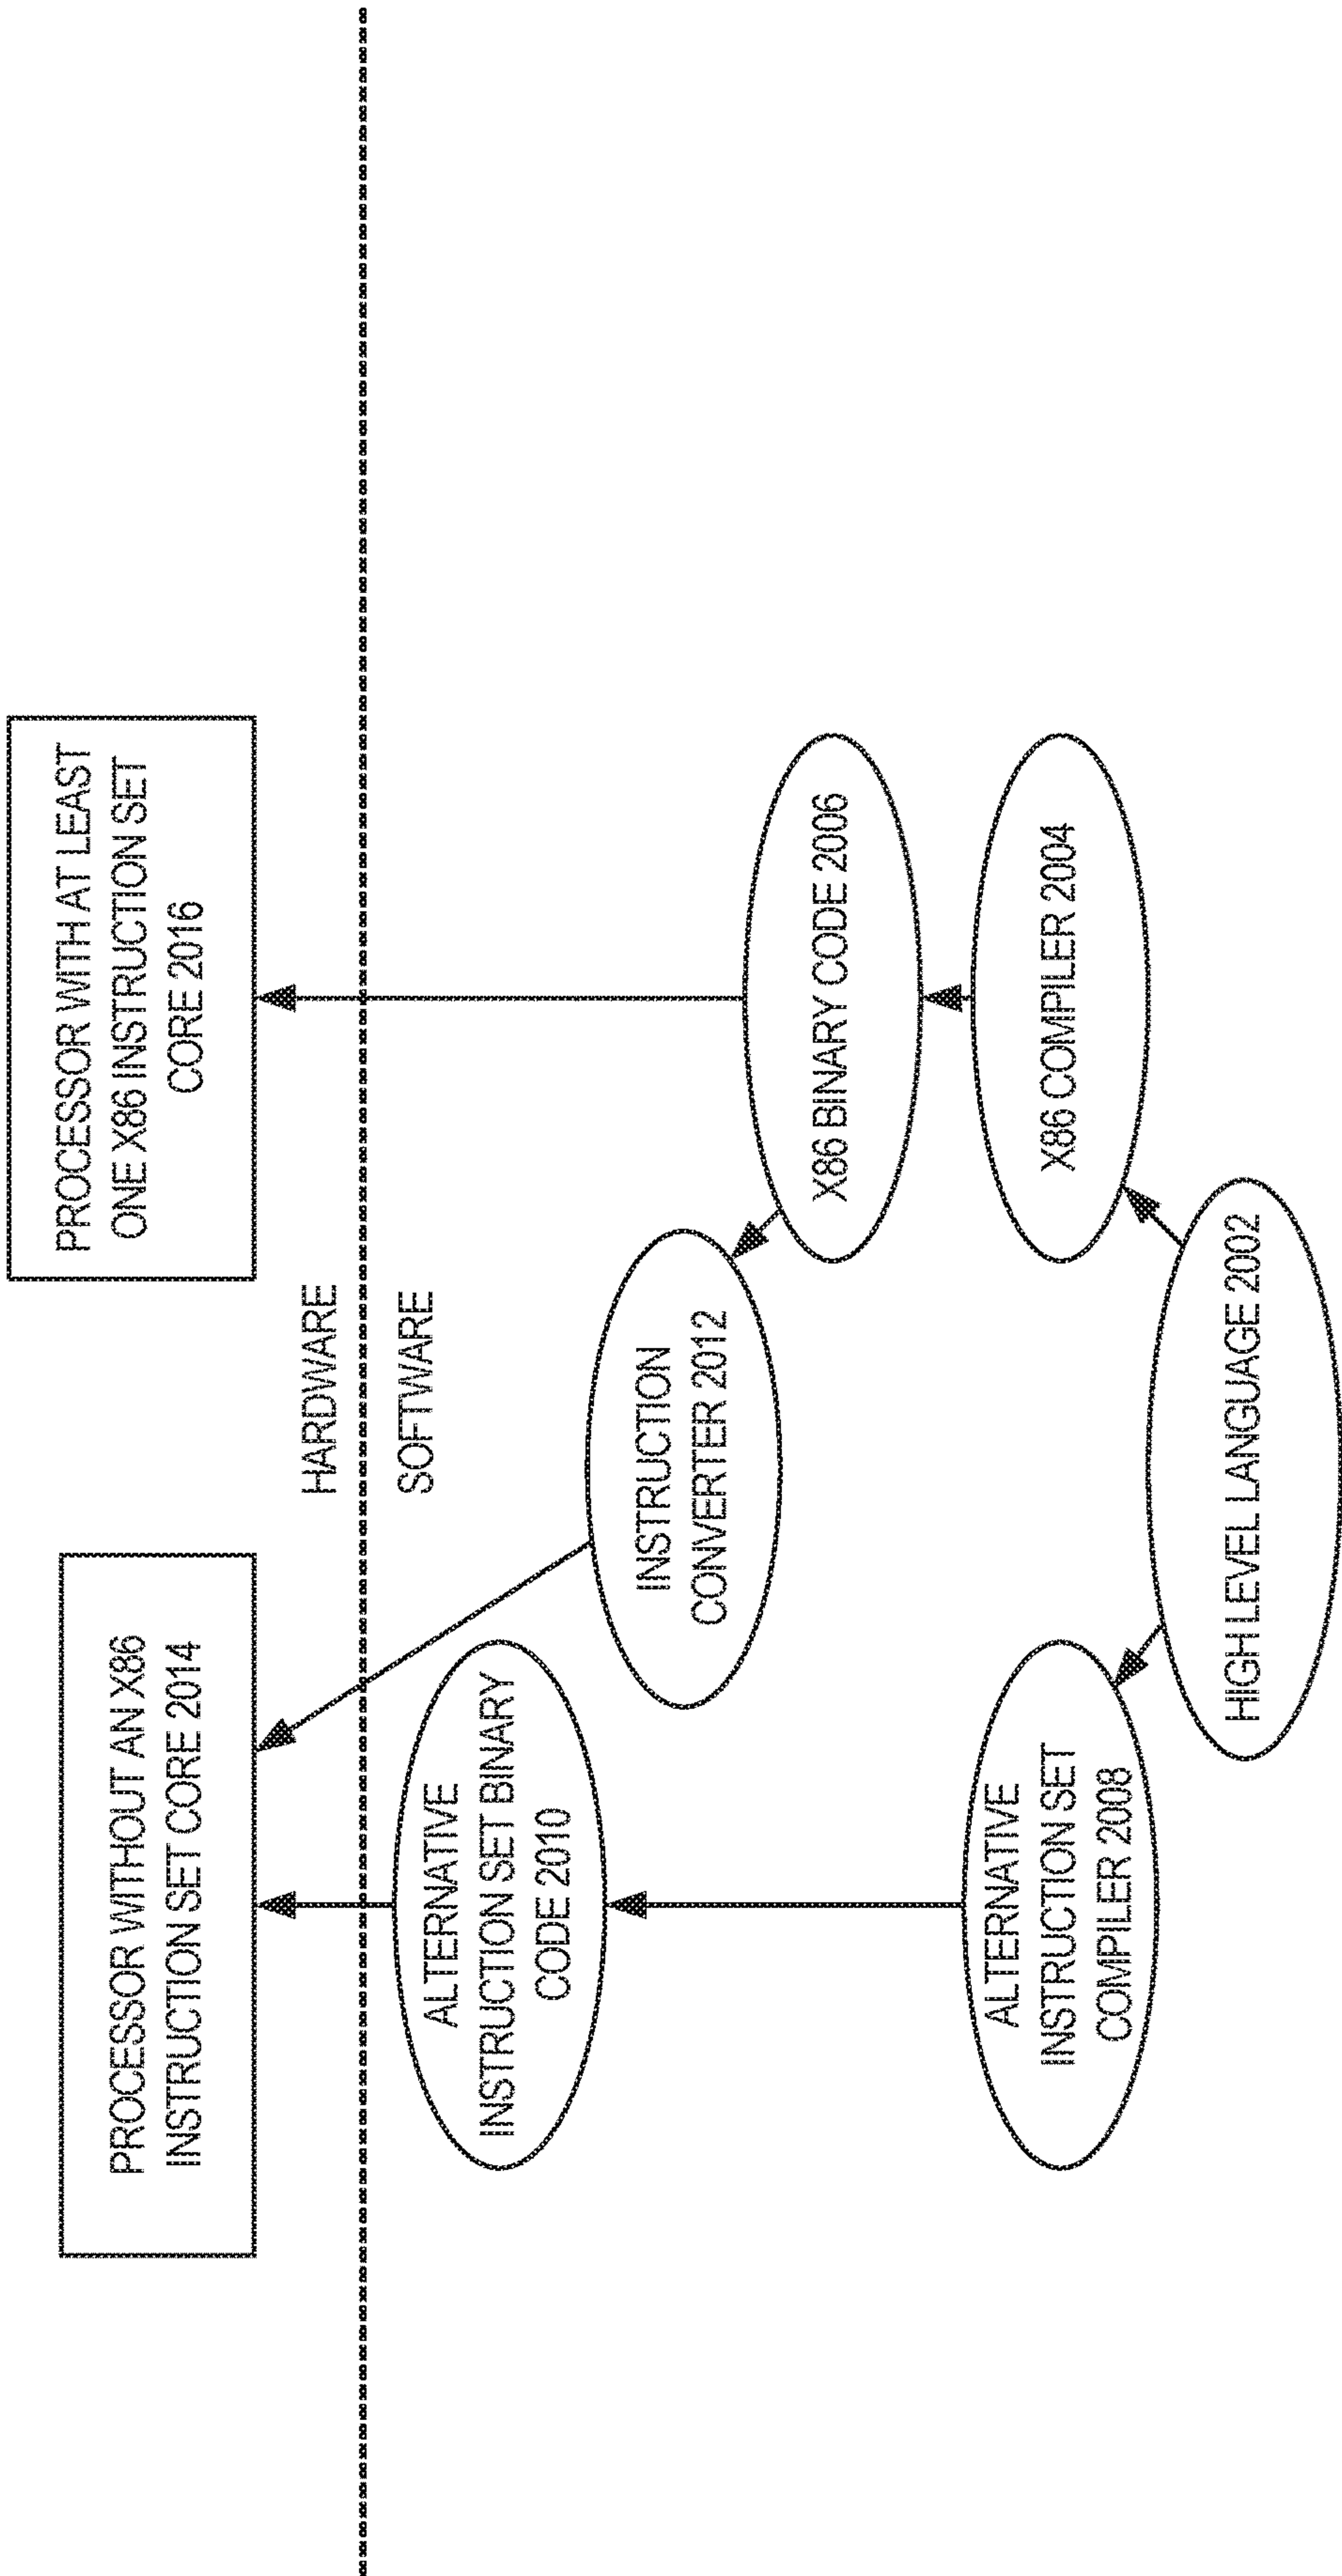 PROCESSOR WITHOUT AN X86
INSTRUCTION SET CORE 2014
PROCESSOR WITH AT LEAST
ONE X86 INSTRUCTION SET
CORE 2016
HARDWARE
SOFTWARE
ALTERNATIVE
INSTRUCTION SET BINARY
CODE 2010
INSTRUCTION
CONVERTER 2012
X86 BINARY CODE 2006
ALTERNATIVE
INSTRUCTION SET
COMPILER 2008
X86 COMPILER 2004
HIGH LEVEL LANGUAGE 2002